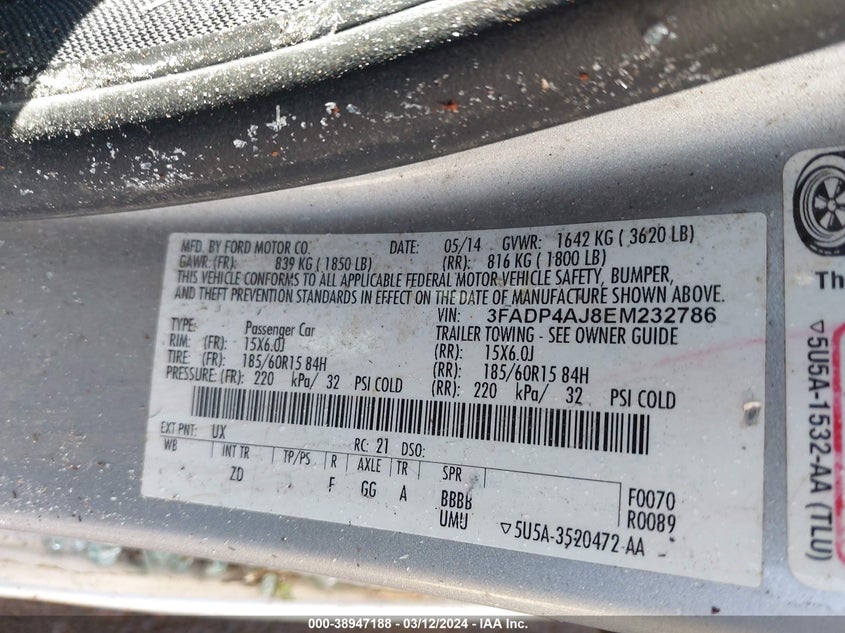 MFD. BY FORD MOTOR CO. DATE: 05/14 GVWR: 1642 KG ( 3620 LB)
GAWR: (FR): 839 KG ( 1850 LB) (RR): 816 KG ( 1800 LB)
THIS VEHICLE CONFORMS TO ALL APPLICABLE FEDERAL MOTOR VEHICLE SAFETY, BUMPER,
AND THEFT PREVENTION STANDARDS IN EFFECT ON THE DATE OF MANUFACTURE SHOWN ABOVE.
VIN: 3FADP4AJ8EM232786
TYPE: Passenger Car TRAILER TOWING - SEE OWNER GUIDE
RIM: (FR): 15X6.0J (RR): 15X6.0J
TIRE: (FR): 185/60R15 84H (RR): 185/60R15 84H
PRESSURE: (FR): 220 kPa/ 32 PSI COLD (RR): 220 kPa/ 32 PSI COLD
EXT PNT: UX RC: 21 DSO:
WB INT TR TP/PS R AXLE TR SPR
ZD F GG A BBBB F0070
UMU R0089
▽5U5A-3520472-AA
Th
▽5U5A-1532-AA (TLU)
000-38947188 - 03/12/2024 - IAA Inc.